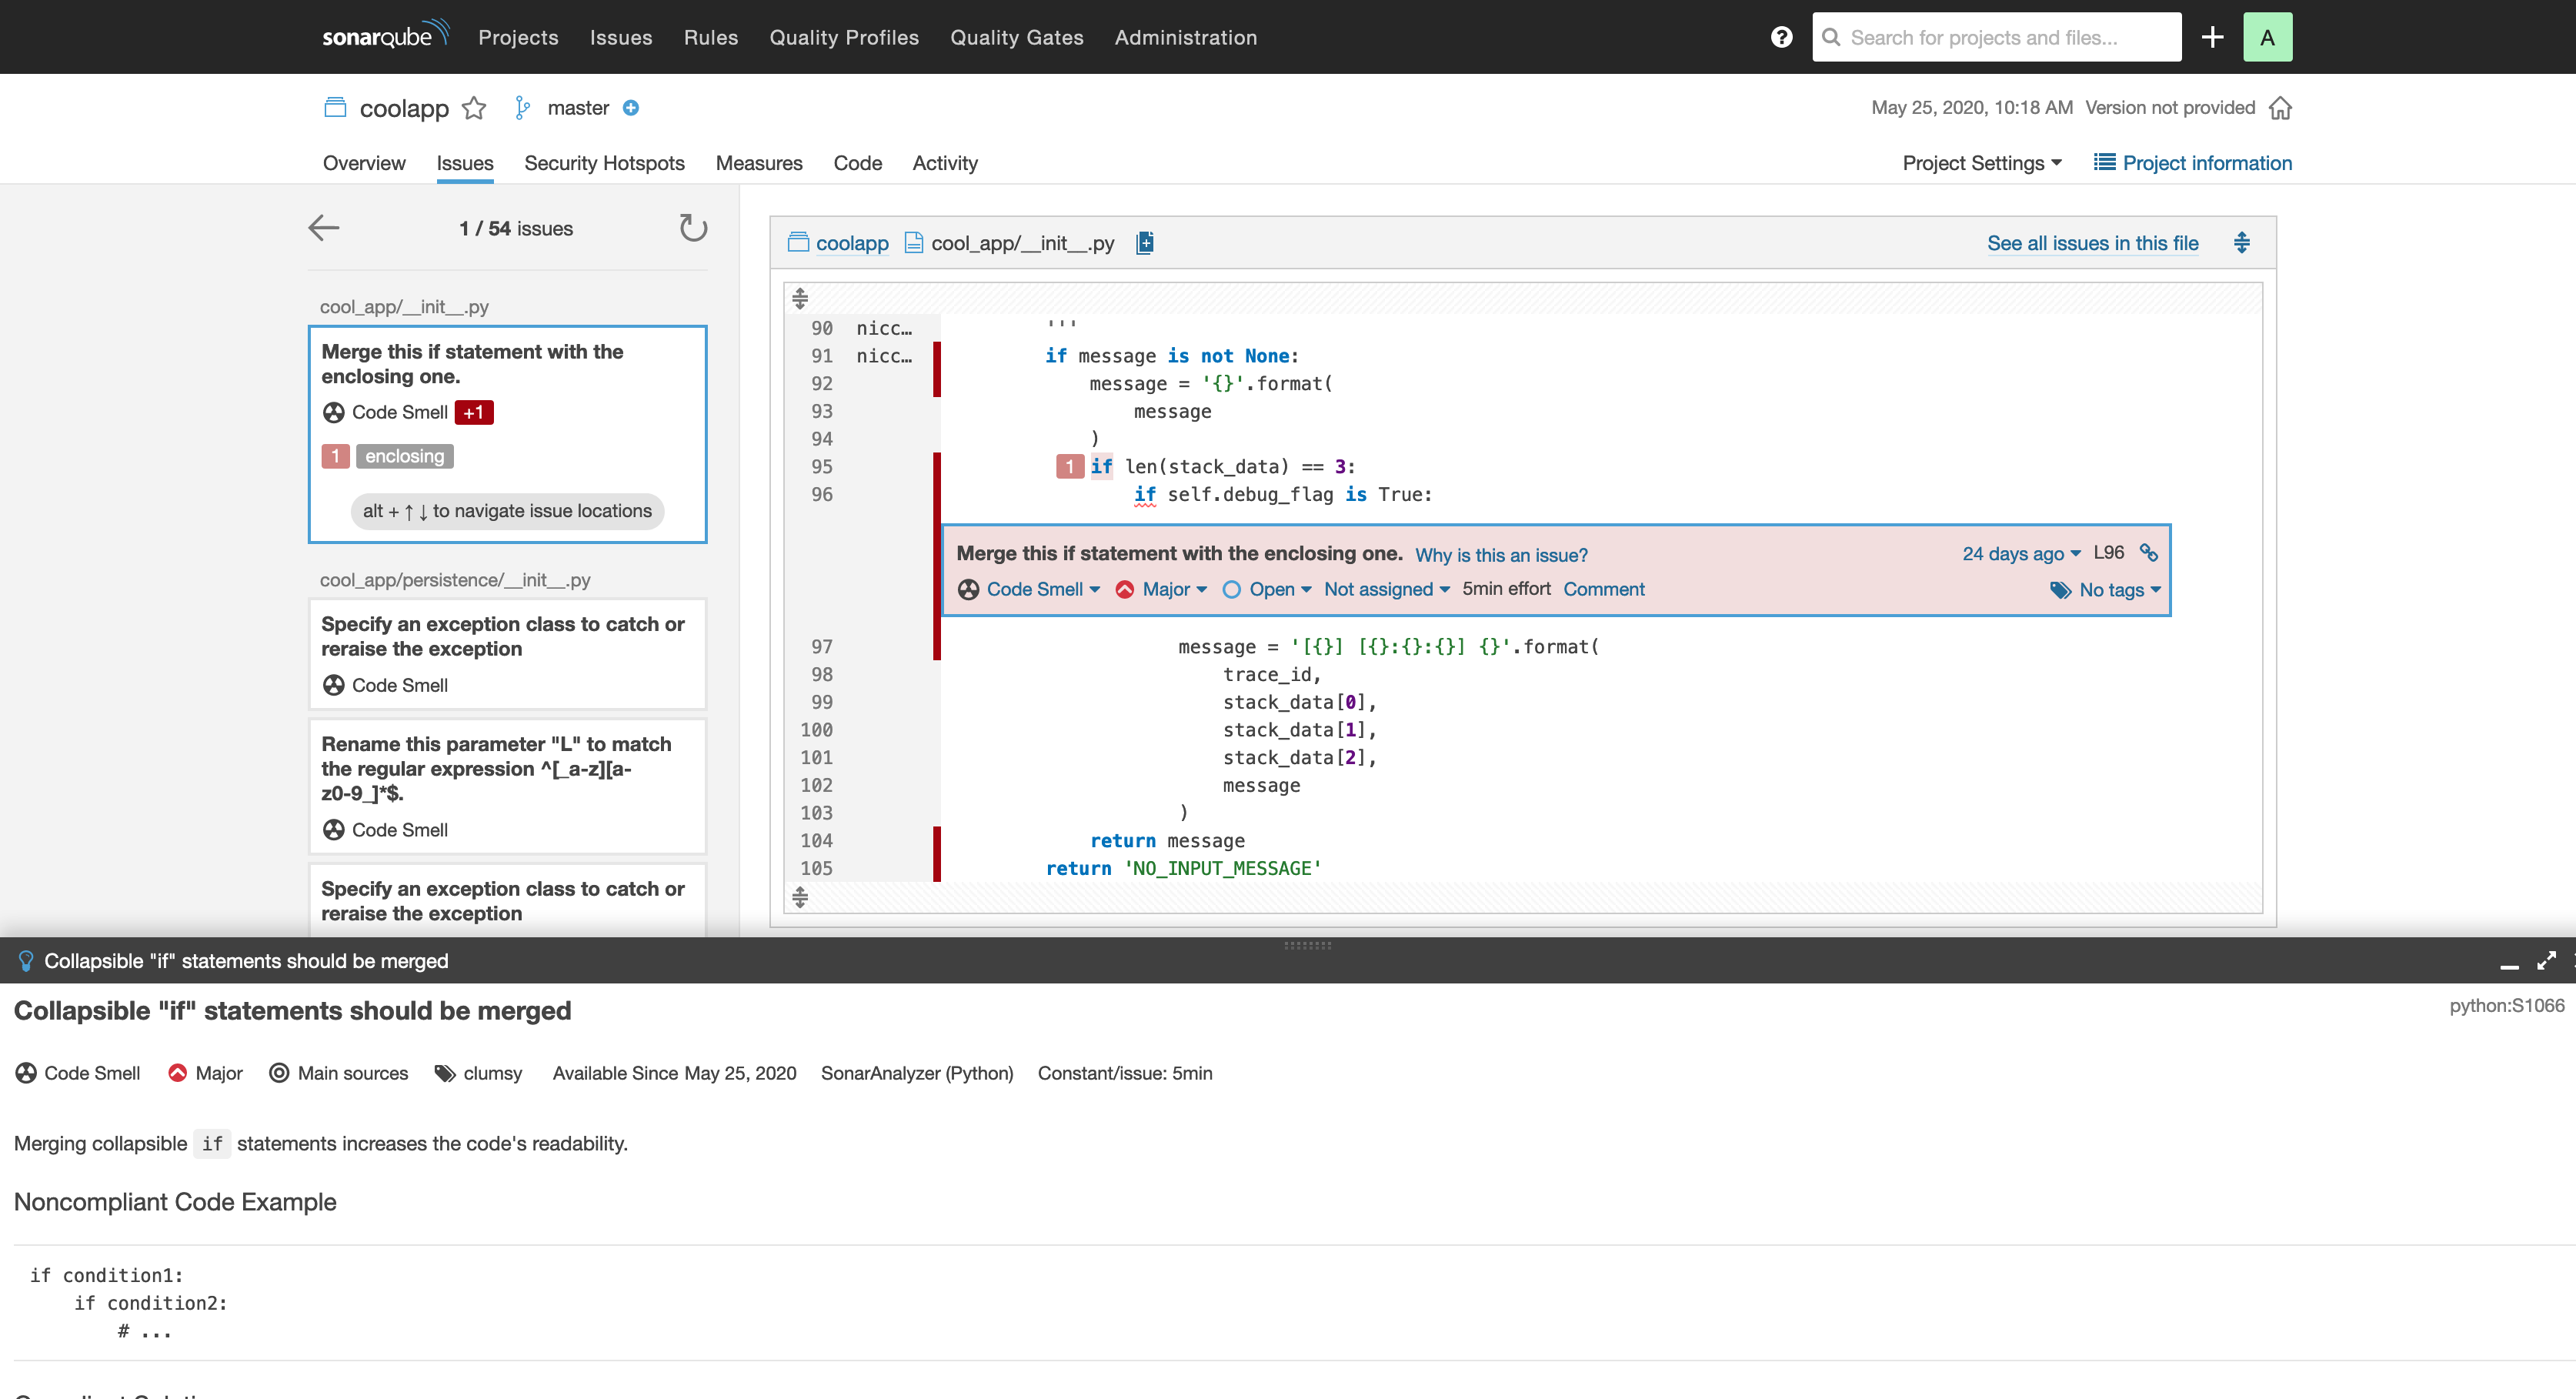 sonarqube Projects Issues Rules Quality Profiles Quality Gates Administration ? Search for projects and files... + A
coolapp master
May 25, 2020, 10:18 AM Version not provided
Overview Issues Security Hotspots Measures Code Activity Project Settings Project information
1 / 54 issues
cool_app/__init__.py
Merge this if statement with the
enclosing one.
Code Smell +1
1 enclosing
alt + ↑ ↓ to navigate issue locations
cool_app/persistence/__init__.py
Specify an exception class to catch or
reraise the exception
Code Smell
Rename this parameter "L" to match
the regular expression ^[_a-z][a-
z0-9_]*$.
Code Smell
Specify an exception class to catch or
reraise the exception
coolapp cool_app/__init__.py See all issues in this file
90 nicc… '''
91 nicc… if message is not None:
92 message = '{}'.format(
93 message
94 )
95 1 if len(stack_data) == 3:
96 if self.debug_flag is True:
Merge this if statement with the enclosing one. Why is this an issue? 24 days ago L96
Code Smell Major Open Not assigned 5min effort Comment No tags
97 message = '[{}] [{}:{}:{}] {}'.format(
98 trace_id,
99 stack_data[0],
100 stack_data[1],
101 stack_data[2],
102 message
103 )
104 return message
105 return 'NO_INPUT_MESSAGE'
Collapsible "if" statements should be merged
Collapsible "if" statements should be merged python:S1066
Code Smell Major Main sources clumsy Available Since May 25, 2020 SonarAnalyzer (Python) Constant/issue: 5min
Merging collapsible if statements increases the code's readability.
Noncompliant Code Example
if condition1:
if condition2:
# ...